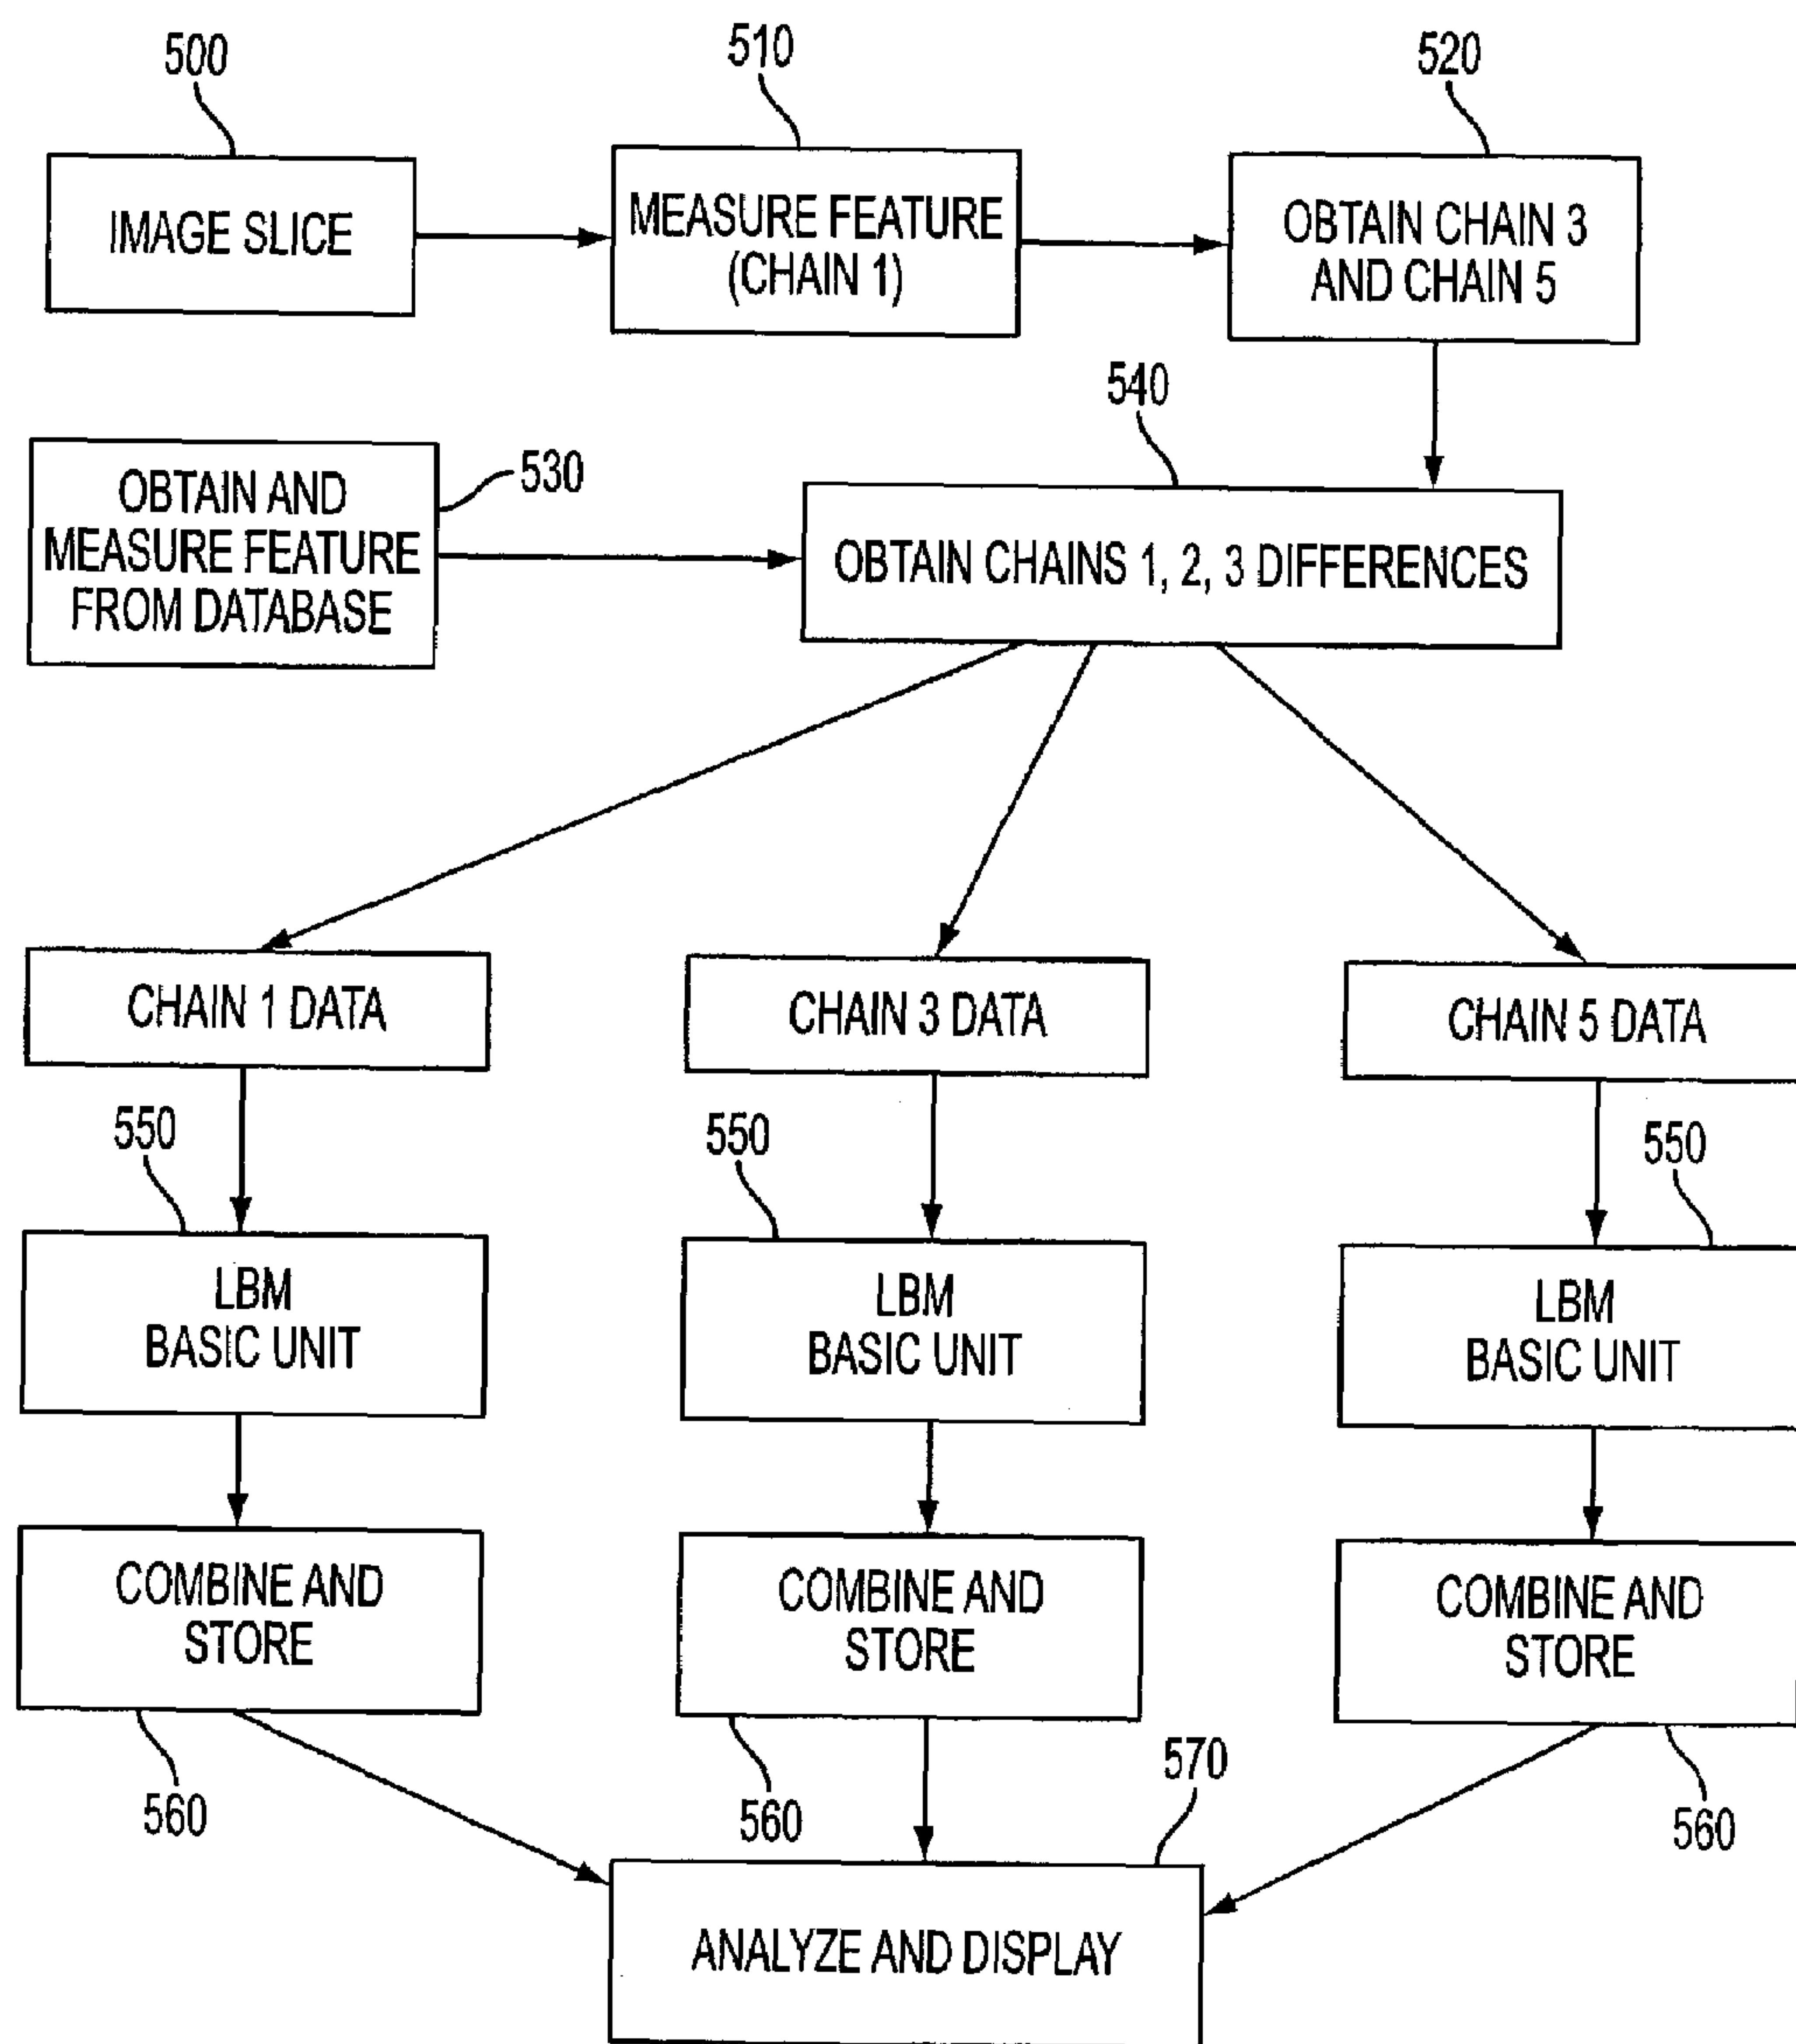 500
510
520
IMAGE SLICE
MEASURE FEATURE
(CHAIN 1)
OBTAIN CHAIN 3
AND CHAIN 5
540
530
OBTAIN AND
MEASURE FEATURE
FROM DATABASE
OBTAIN CHAINS 1, 2, 3 DIFFERENCES
CHAIN 1 DATA
CHAIN 3 DATA
CHAIN 5 DATA
550
550
550
LBM
BASIC UNIT
LBM
BASIC UNIT
LBM
BASIC UNIT
COMBINE AND
STORE
COMBINE AND
STORE
COMBINE AND
STORE
560
560
570
560
ANALYZE AND DISPLAY